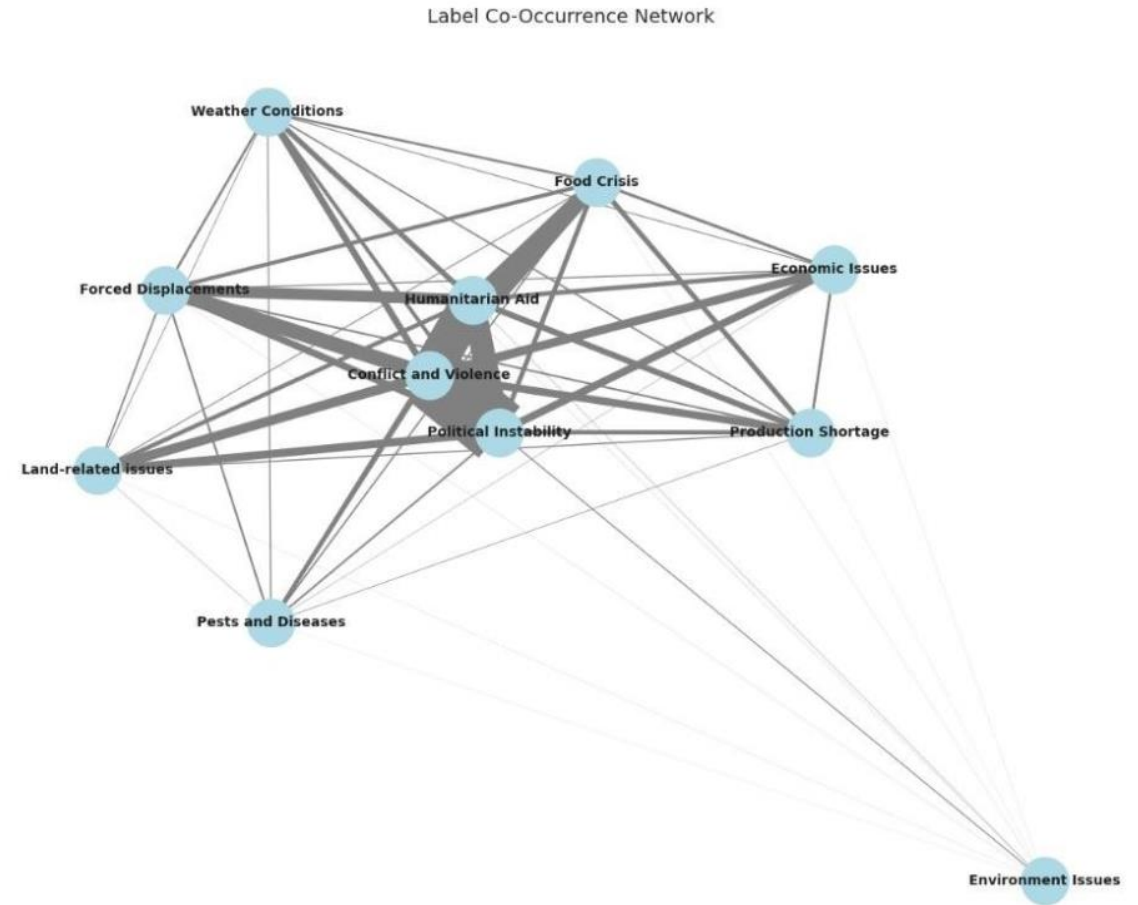 Label Co-Occurrence Network
Weather Conditions
Food Crisis
Economic Issues
Forced Displacements
Humanitarian Aid
Conflict and Violence
Political Instability
Production Shortage
Land-related issues
Pests and Diseases
Environment Issues